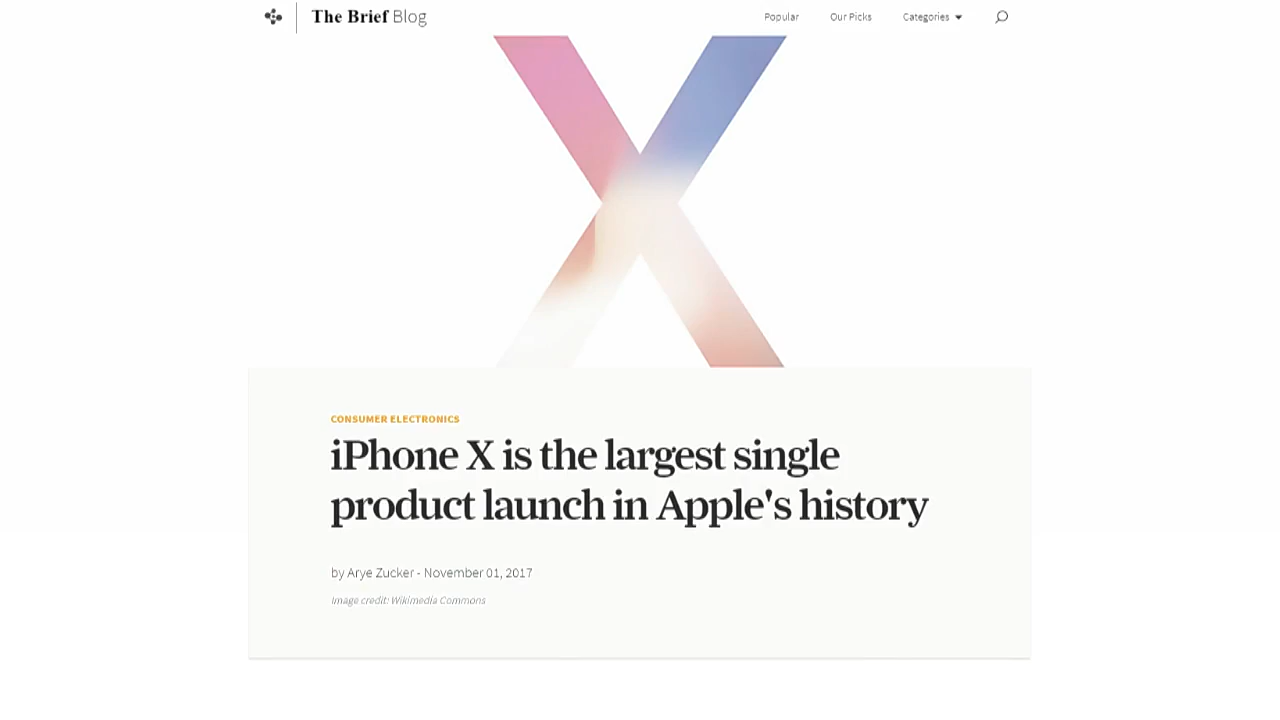 The Brief Blog
Popular Our Picks Categories
X
CONSUMER ELECTRONICS
iPhone X is the largest single
product launch in Apple's history
by Arye Zucker - November 01, 2017
Image credit: Wikimedia Commons